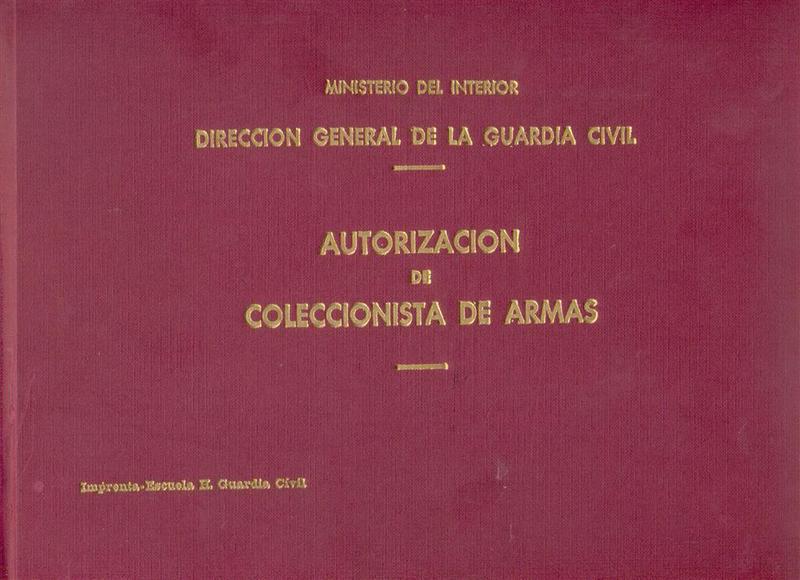 MINISTERIO DEL INTERIOR
DIRECCION GENERAL DE LA GUARDIA CIVIL
AUTORIZACION
DE
COLECCIONISTA DE ARMAS
Imprenta-Escuela H. Guardia Civil